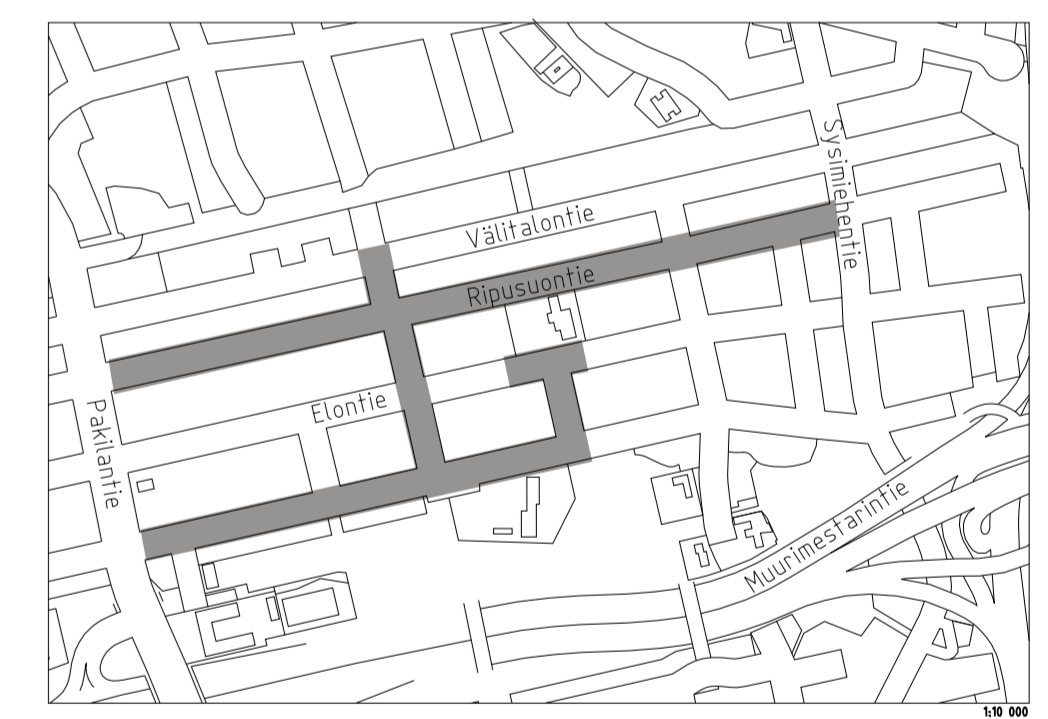 Sysimiehentie
Välitalontie
Ripusuontie
Elontie
Pakilantie
Muurimestarintie
1:10 000